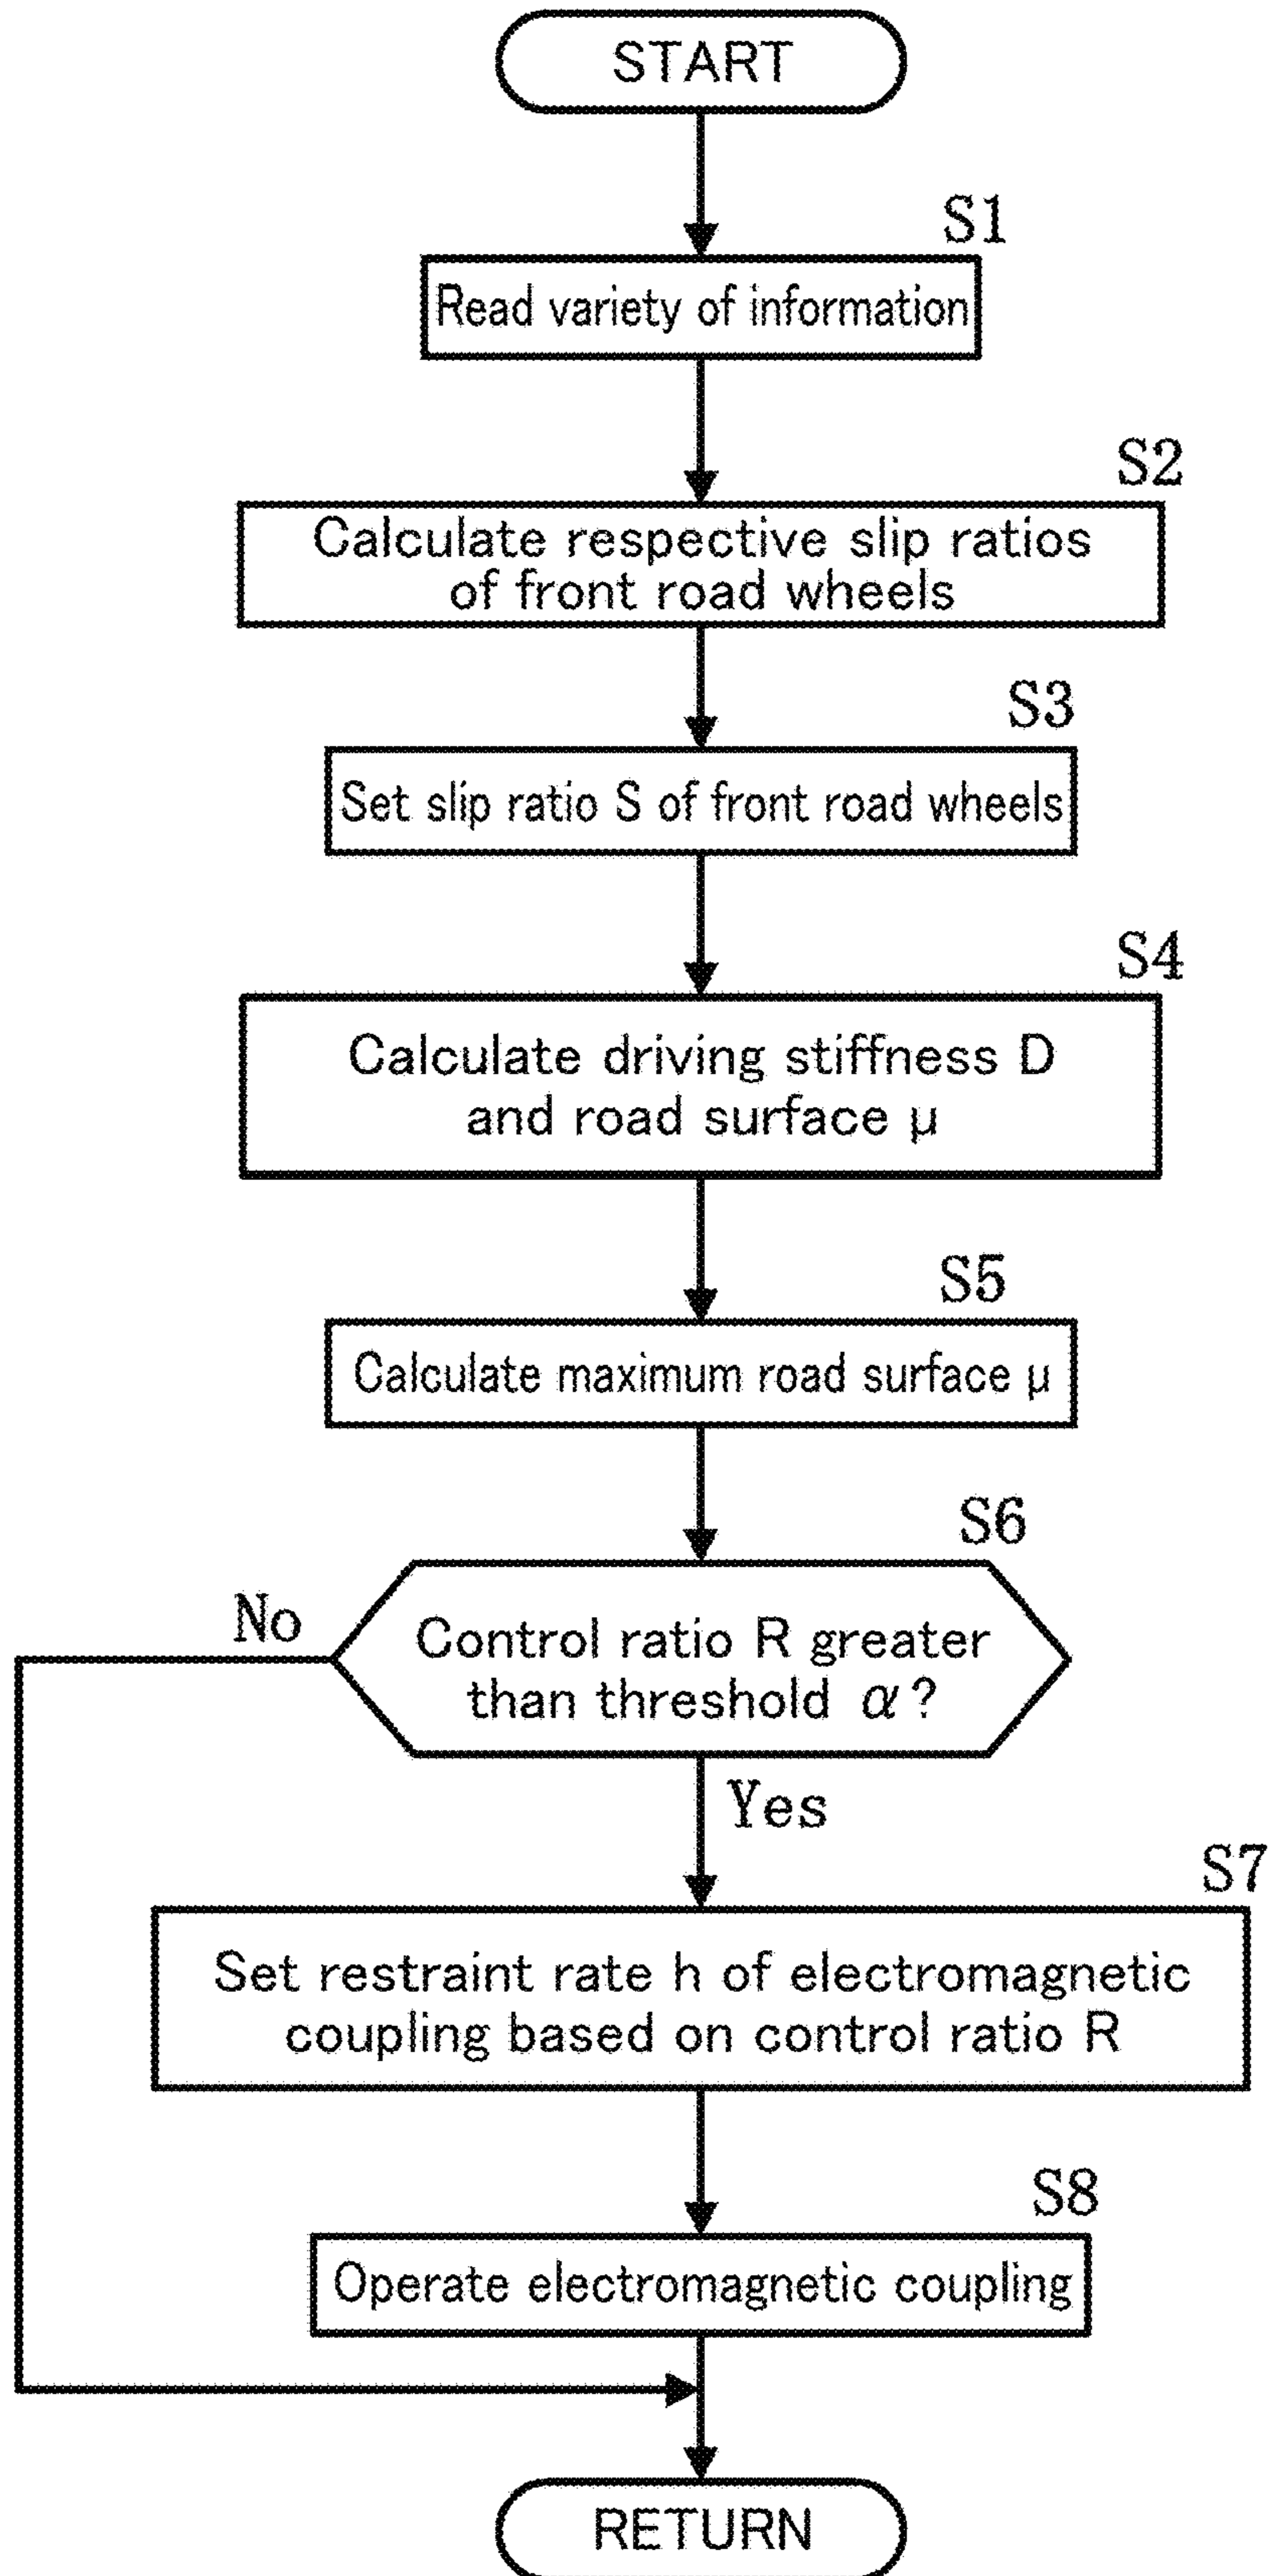 START
S1
Read variety of information
S2
Calculate respective slip ratios
of front road wheels
S3
Set slip ratio S of front road wheels
S4
Calculate driving stiffness D
and road surface μ
S5
Calculate maximum road surface μ
S6
No
Control ratio R greater
than threshold α?
Yes
S7
Set restraint rate h of electromagnetic
coupling based on control ratio R
S8
Operate electromagnetic coupling
RETURN